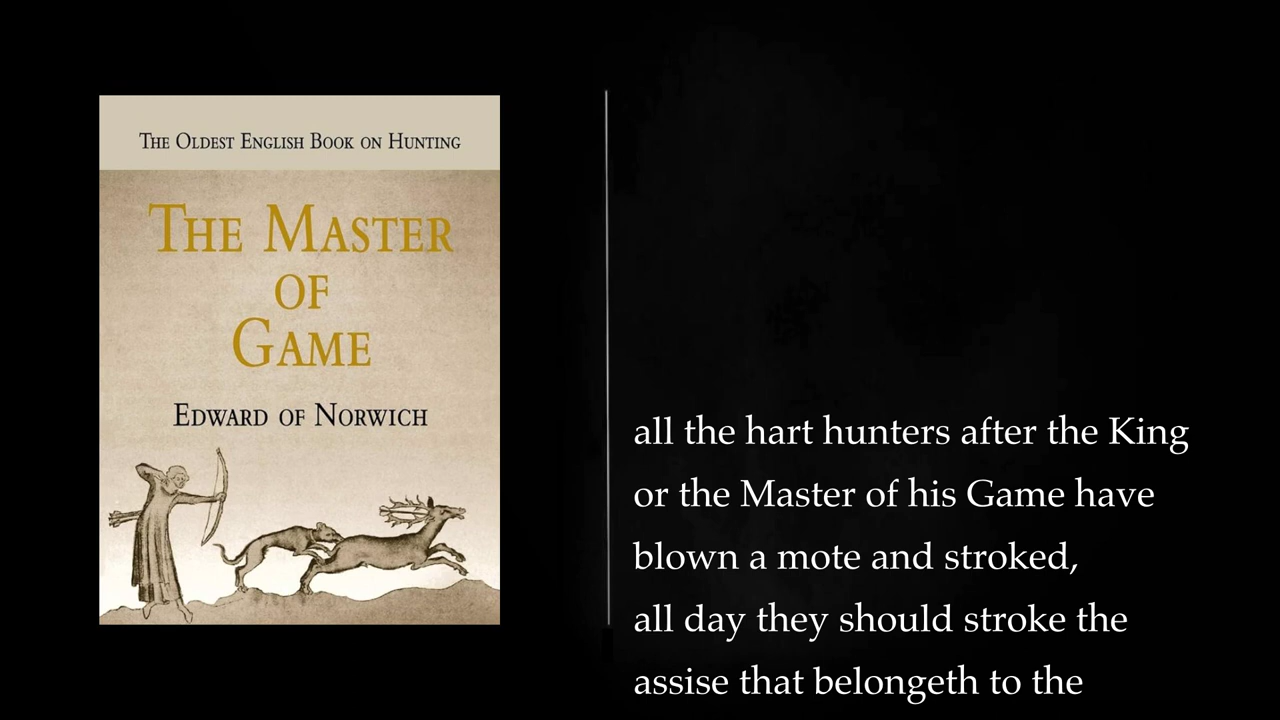 The Oldest English Book on Hunting
The Master
of
Game
Edward of Norwich
all the hart hunters after the King
or the Master of his Game have
blown a mote and stroked,
all day they should stroke the
assise that belongeth to the